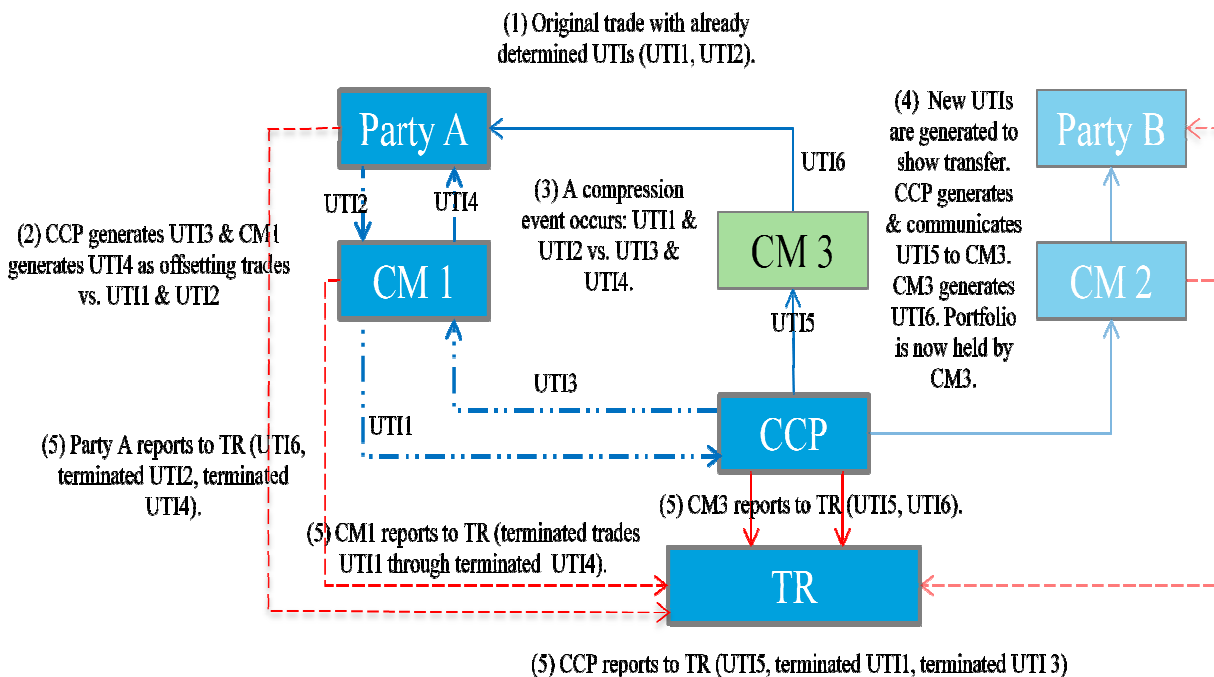 (1) Original trade with already
determined UTIs (UTI1, UTI2).
Party A
UTI2
UTI4
UTI6
(3) A compression
event occurs: UTI1 &
UTI2 vs. UTI3 &
UTI4.
(4) New UTIs
are generated to
show transfer.
CCP generates
& communicates
UTI5 to CM3.
CM3 generates
UTI6. Portfolio
is now held by
CM3.
Party B
(2) CCP generates UTI3 & CM1
generates UTI4 as offsetting trades
vs. UTI1 & UTI2
CM 1
CM 3
CM 2
UTI5
UTI3
UTI1
CCP
(5) Party A reports to TR (UTI6,
terminated UTI2, terminated
UTI4).
(5) CM3 reports to TR (UTI5, UTI6).
(5) CM1 reports to TR (terminated trades
UTI1 through terminated UTI4).
TR
(5) CCP reports to TR (UTI5, terminated UTI1, terminated UTI 3)